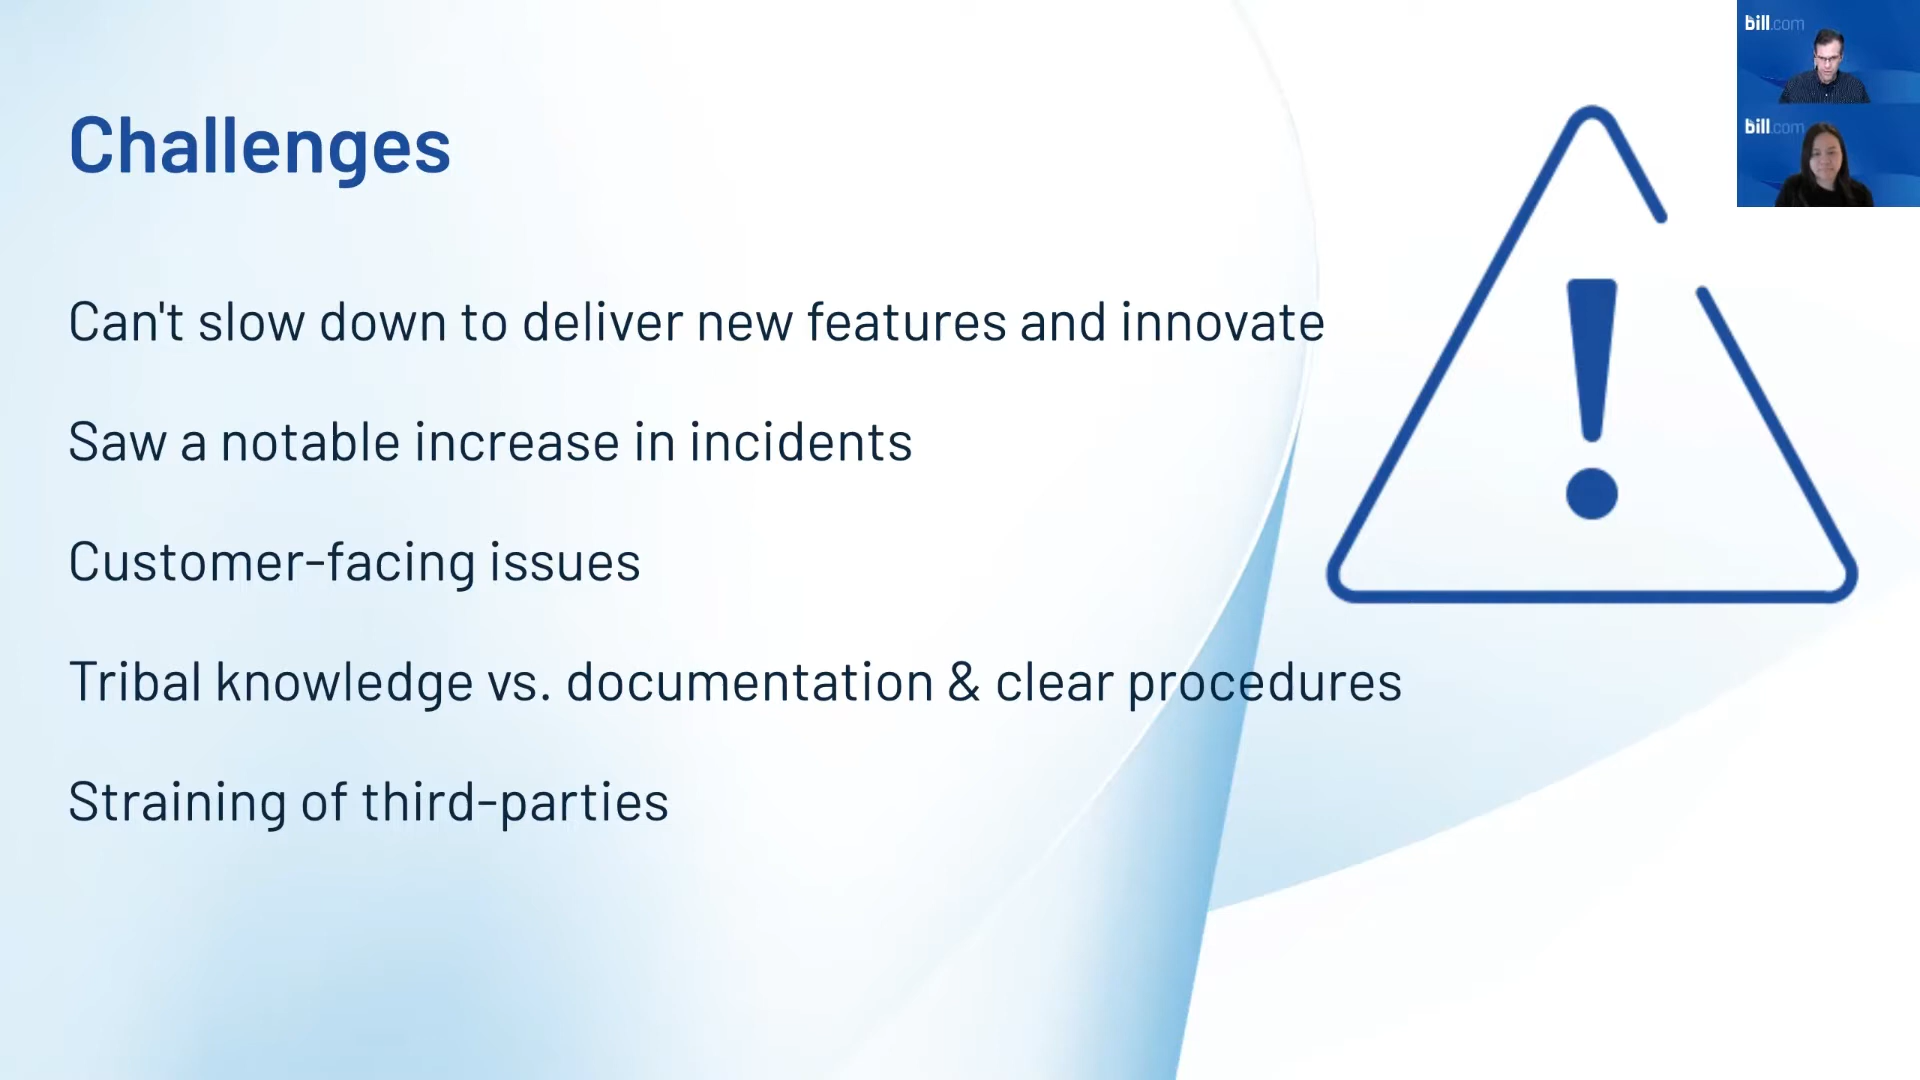 Challenges
Can't slow down to deliver new features and innovate
Saw a notable increase in incidents
Customer-facing issues
Tribal knowledge vs. documentation & clear procedures
Straining of third-parties
bill.com
bill.com